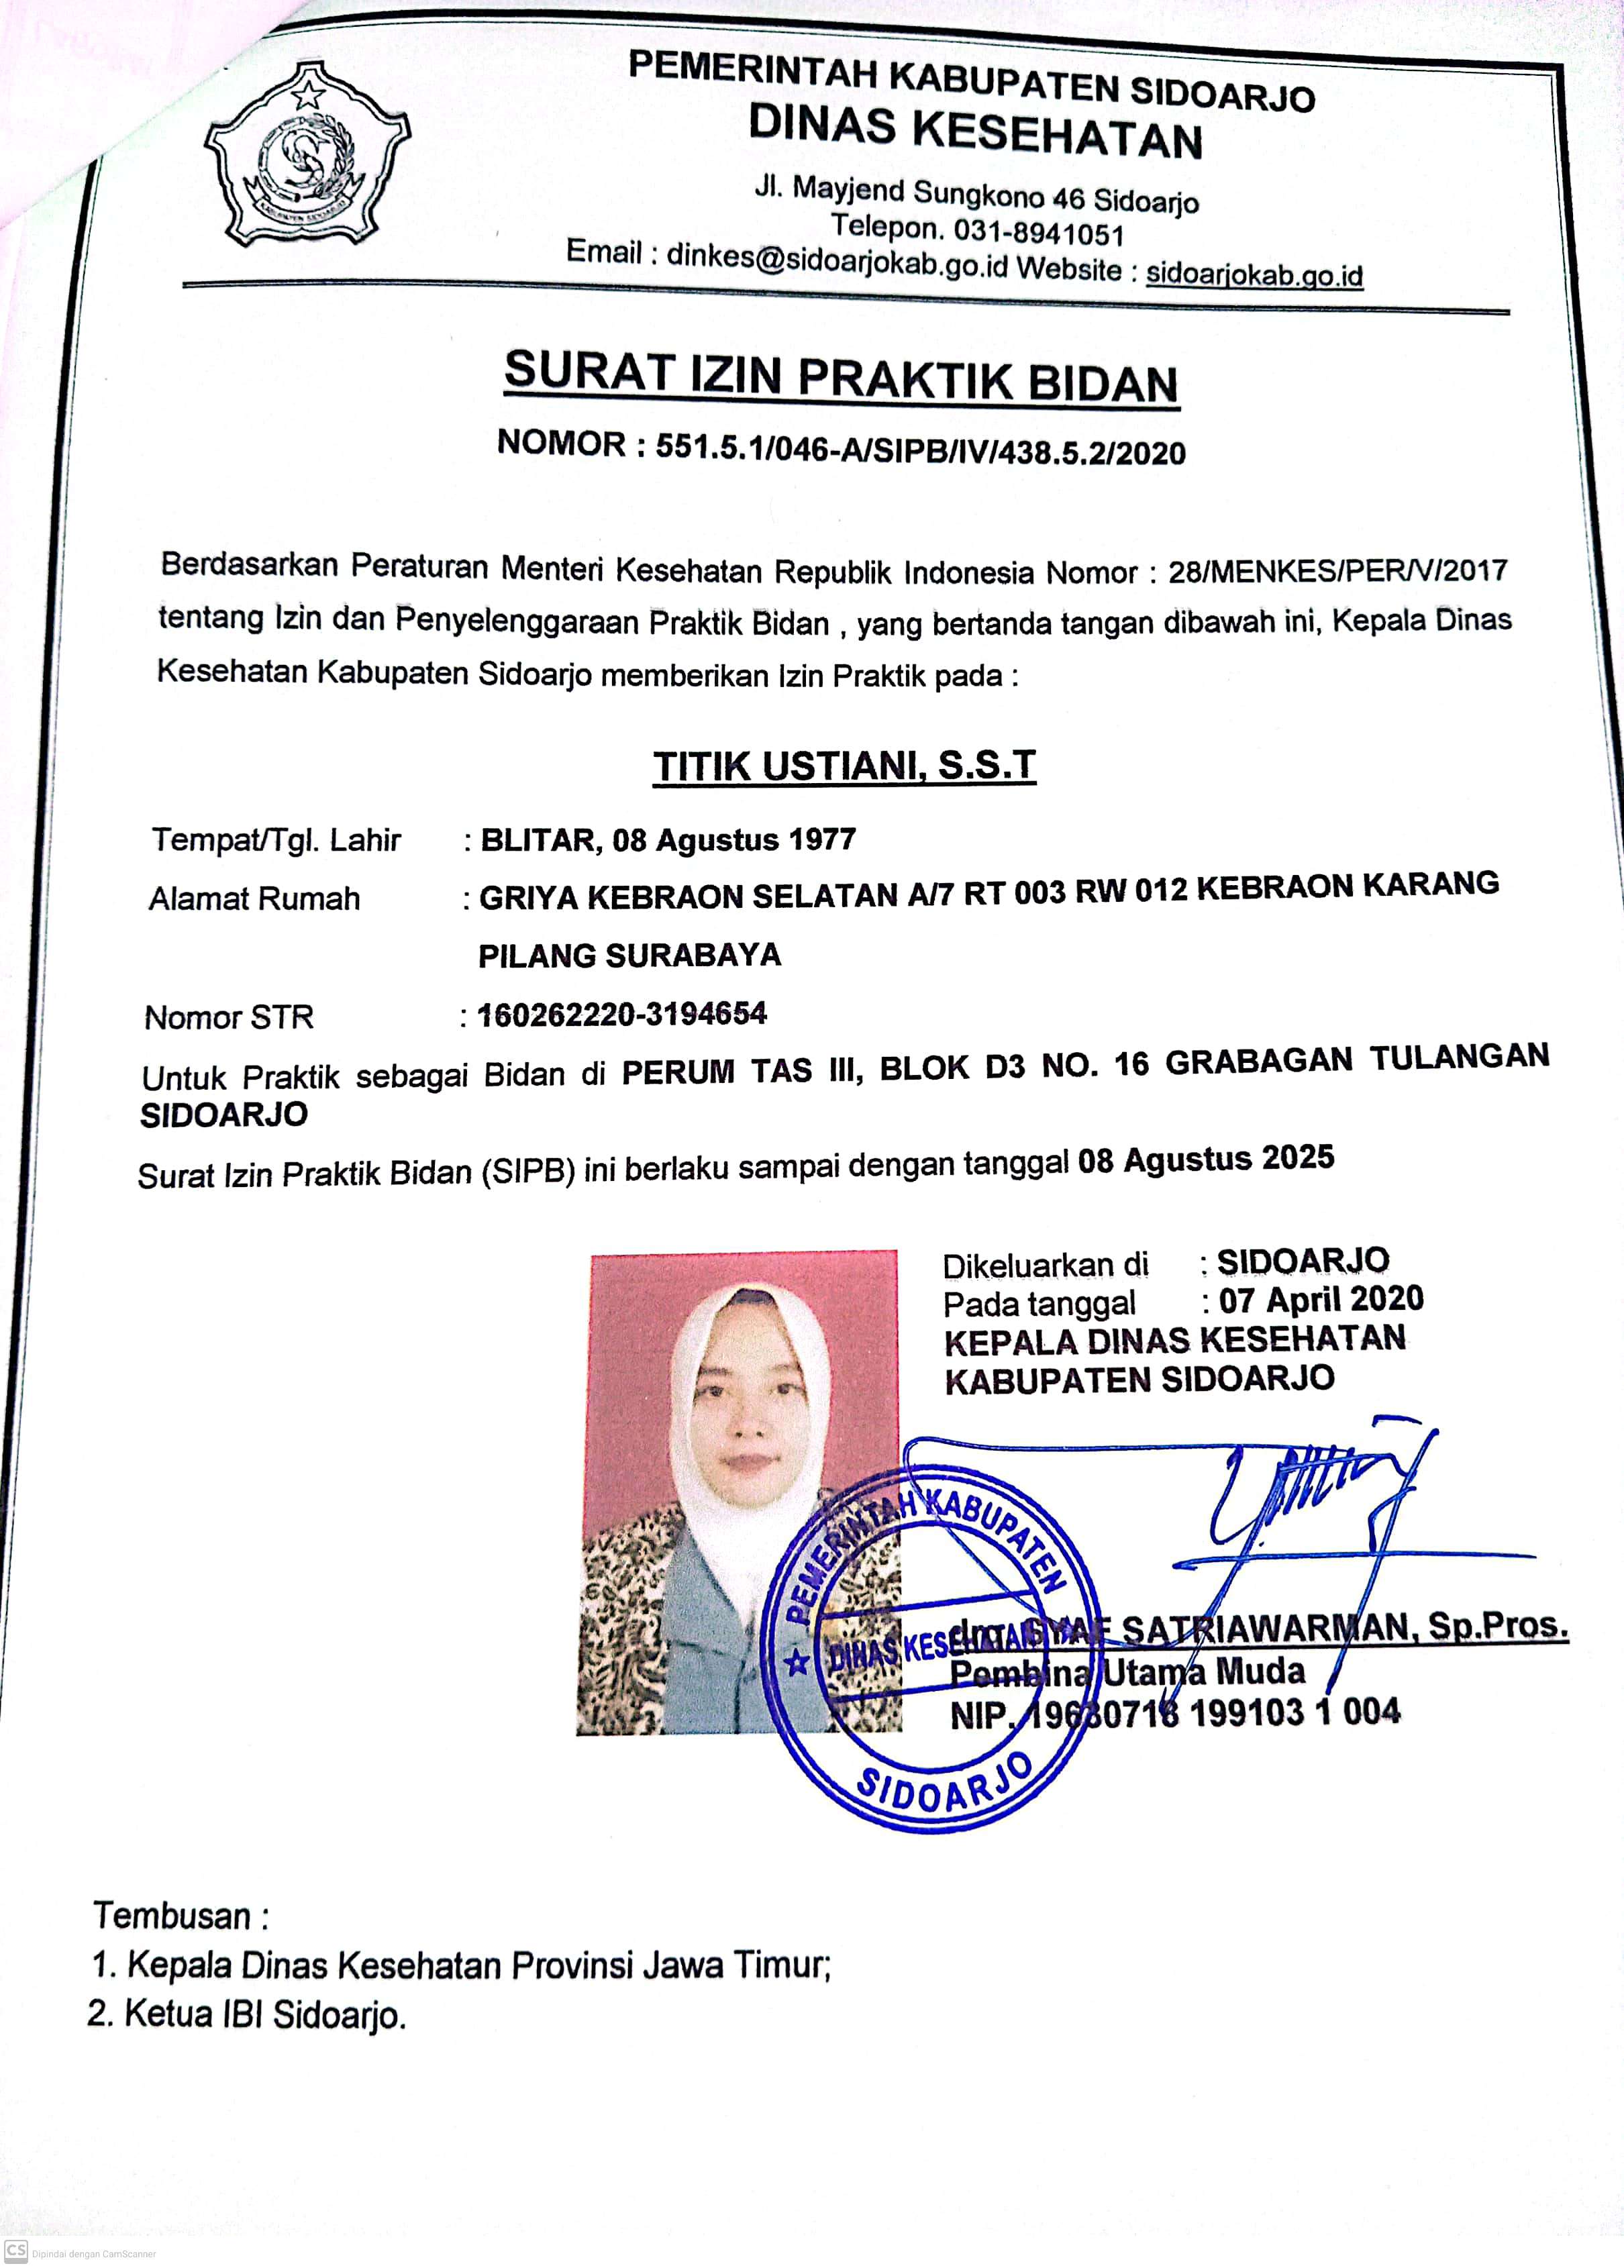 PEMERINTAH KABUPATEN SIDOARJO
DINAS KESEHATAN
Jl. Mayjend Sungkono 46 Sidoarjo
Telepon. 031-8941051
Email : dinkes@sidoarjokab.go.id Website : sidoarjokab.go.id
KABUPATEN SIDOARJO
SURAT IZIN PRAKTIK BIDAN
NOMOR : 551.5.1/046-A/SIPB/IV/438.5.2/2020
Berdasarkan Peraturan Menteri Kesehatan Republik Indonesia Nomor : 28/MENKES/PER/V/2017
tentang Izin dan Penyelenggaraan Praktik Bidan , yang bertanda tangan dibawah ini, Kepala Dinas
Kesehatan Kabupaten Sidoarjo memberikan Izin Praktik pada :
TITIK USTIANI, S.S.T
Tempat/Tgl. Lahir : BLITAR, 08 Agustus 1977
Alamat Rumah : GRIYA KEBRAON SELATAN A/7 RT 003 RW 012 KEBRAON KARANG
PILANG SURABAYA
Nomor STR : 160262220-3194654
Untuk Praktik sebagai Bidan di PERUM TAS III, BLOK D3 NO. 16 GRABAGAN TULANGAN
SIDOARJO
Surat Izin Praktik Bidan (SIPB) ini berlaku sampai dengan tanggal 08 Agustus 2025
Dikeluarkan di : SIDOARJO
Pada tanggal : 07 April 2020
KEPALA DINAS KESEHATAN
KABUPATEN SIDOARJO
PEMERINTAH KABUPATEN
DINAS KESEHATAN
SIDOARJO
SATRIAWARMAN, Sp.Pros.
Pembina Utama Muda
NIP. 19630718 199103 1 004
Tembusan :
1. Kepala Dinas Kesehatan Provinsi Jawa Timur;
2. Ketua IBI Sidoarjo.
CS Dipindai dengan CamScanner